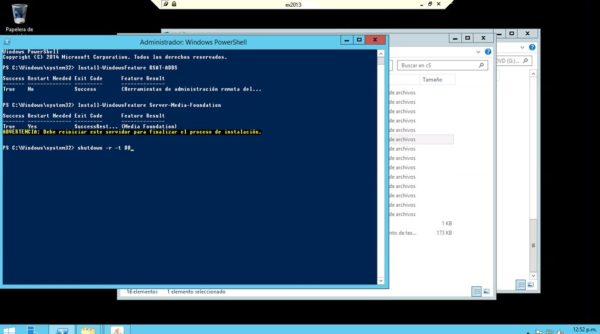 ex2013
Papelera de
Administrador: Windows PowerShell
Windows PowerShell
Copyright (C) 2014 Microsoft Corporation. Todos los derechos reservados.
PS C:\Windows\system32> Install-WindowsFeature RSAT-ADDS
Success Restart Needed Exit Code Feature Result
True No Success {Herramientas de administración remota del...
PS C:\Windows\system32> Install-WindowsFeature Server-Media-Foundation
Success Restart Needed Exit Code Feature Result
True Yes SuccessRest... {Media Foundation}
ADVERTENCIA: Debe reiniciar este servidor para finalizar el proceso de instalación.
PS C:\Windows\system32> shutdown -r -t 00_
Buscar en c5
DVD (G:)...
Tamaño
de archivos
de archivos
de archivos
de archivos
de archivos
de archivos
de archivos
de archivos
de archivos
de archivos
de archivos
de archivos
de archivos
de archivos
1 KB
ento de tex...
173 KB
16 elementos 1 elemento seleccionado
12:52 p.m.